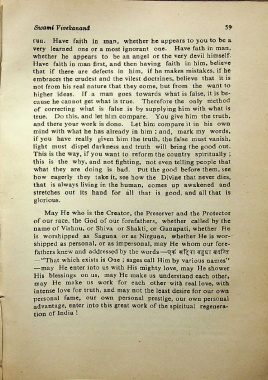 Swami Vivekanand 59
run. Have faith in man, whether he appears to you to be a
very learned one or a most ignorant one. Have fath in man,
whether he appears to be an angel or the very devil himself.
Have faith in man first, and then having faith in him, believe
that if there are defects in him, if he makes mistakes, if he
embraces the crudest and the vilest doctrines, believe that it is
not from his real nature that they come, but from the want to
higher ideas. If a man goes towards what is false, it is be-
cause he cannot get what is true. Therefore the only method
of correcting what is false is by supplying him with what is
true. Do this, and let him compare. You give him the truth,
and there your work is done. Let him compare it in his own
mind with what he has already in him ; and, mark my words,
if you have really given him the truth, the false must vanish,
light must dispel darkness and truth will bring the good out.
This is the way, if you want to reform the country spiritually ;
this is the way, and not fighting, not even telling people that
what they are doing is bad. Put the good before them, see
how eagerly they take it, see how the Divine that never dies,
that is always living in the human, comes up awakened and
stretches out its hand for all that is good, and all that is
glorious.
May He who is the Creator, the Preserver and the Protector
of our race, the God of our forefathers, whether called by the
name of Vishnu, or Shiva or Shakti, or Ganapati, whether He
is worshipped as Saguna or as Nirguna, whether He is wor-
shipped as personal, or as impersonal, may He whom our fore-
fathers knew and addressed by the words—एकं सद्विप्रा बहुधा वदन्ति
—"That which exists is One ; sages call Him by various names"
—may He enter into us with His mighty love, may He shower
His blessings on us, may He make us understand each other,
may He make us work for each other with real love, with
intense love for truth, and may not the least desire for our own
personal fame, our own personal prestige, our own personal
advantage, enter into this great work of the spiritual regenera-
tion of India !